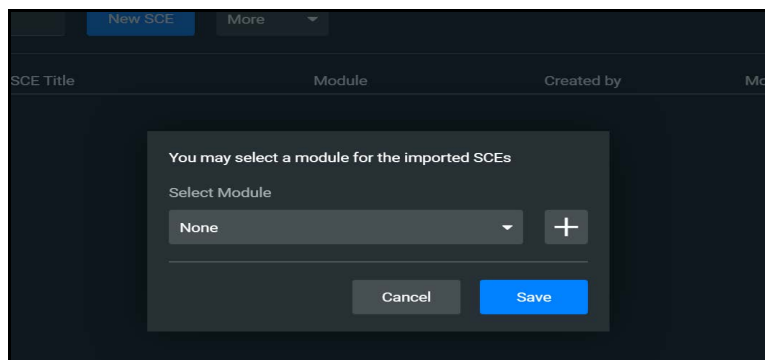 New SCE More
SCE Title Module Created by Mo
You may select a module for the imported SCEs
Select Module
None
Cancel Save